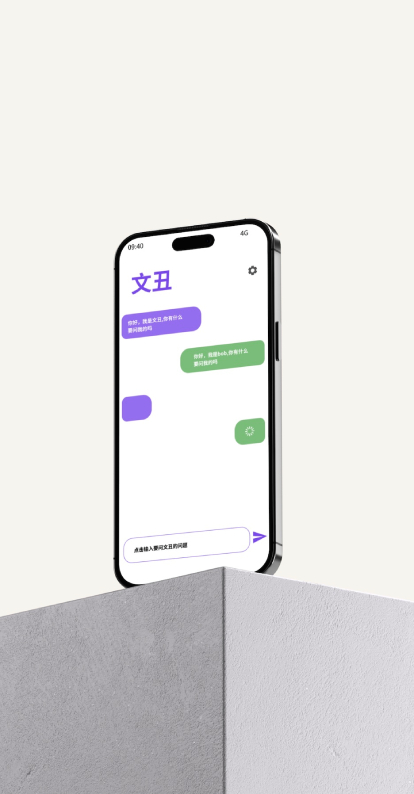 09:40
4G
文丑
你好，我是文丑,你有什么
要问我的吗
你好，我是bob,你有什么
要问我的吗
点击输入要问文丑的问题